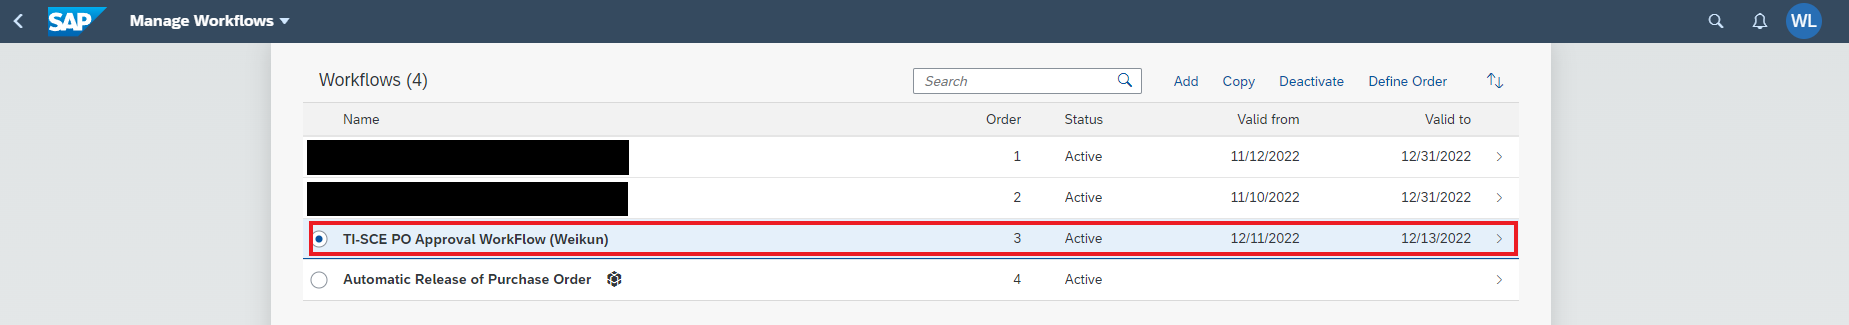 SAP Manage Workflows WL
Workflows (4) Search Add Copy Deactivate Define Order
Name Order Status Valid from Valid to
1 Active 11/12/2022 12/31/2022
2 Active 11/10/2022 12/31/2022
TI-SCE PO Approval WorkFlow (Weikun) 3 Active 12/11/2022 12/13/2022
Automatic Release of Purchase Order 4 Active